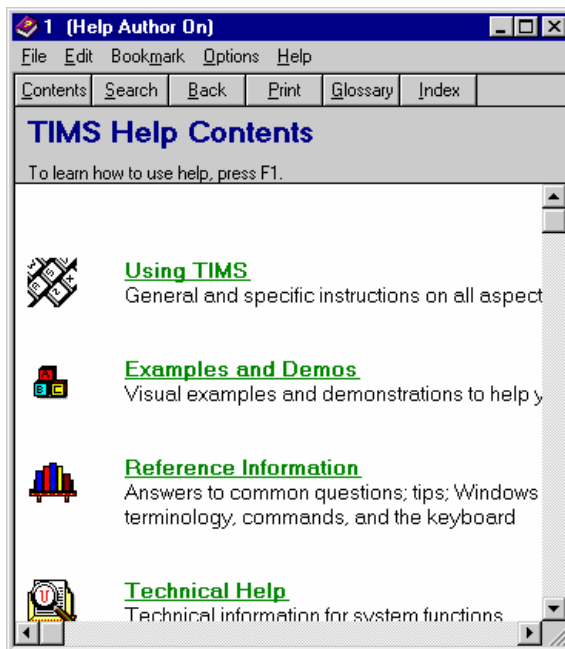 1 (Help Author On)
File Edit Bookmark Options Help
Contents Search Back Print Glossary Index
TIMS Help Contents
To learn how to use help, press F1.
Using TIMS
General and specific instructions on all aspect
Examples and Demos
Visual examples and demonstrations to help y
Reference Information
Answers to common questions; tips; Windows
terminology, commands, and the keyboard
Technical Help
Technical information for system functions